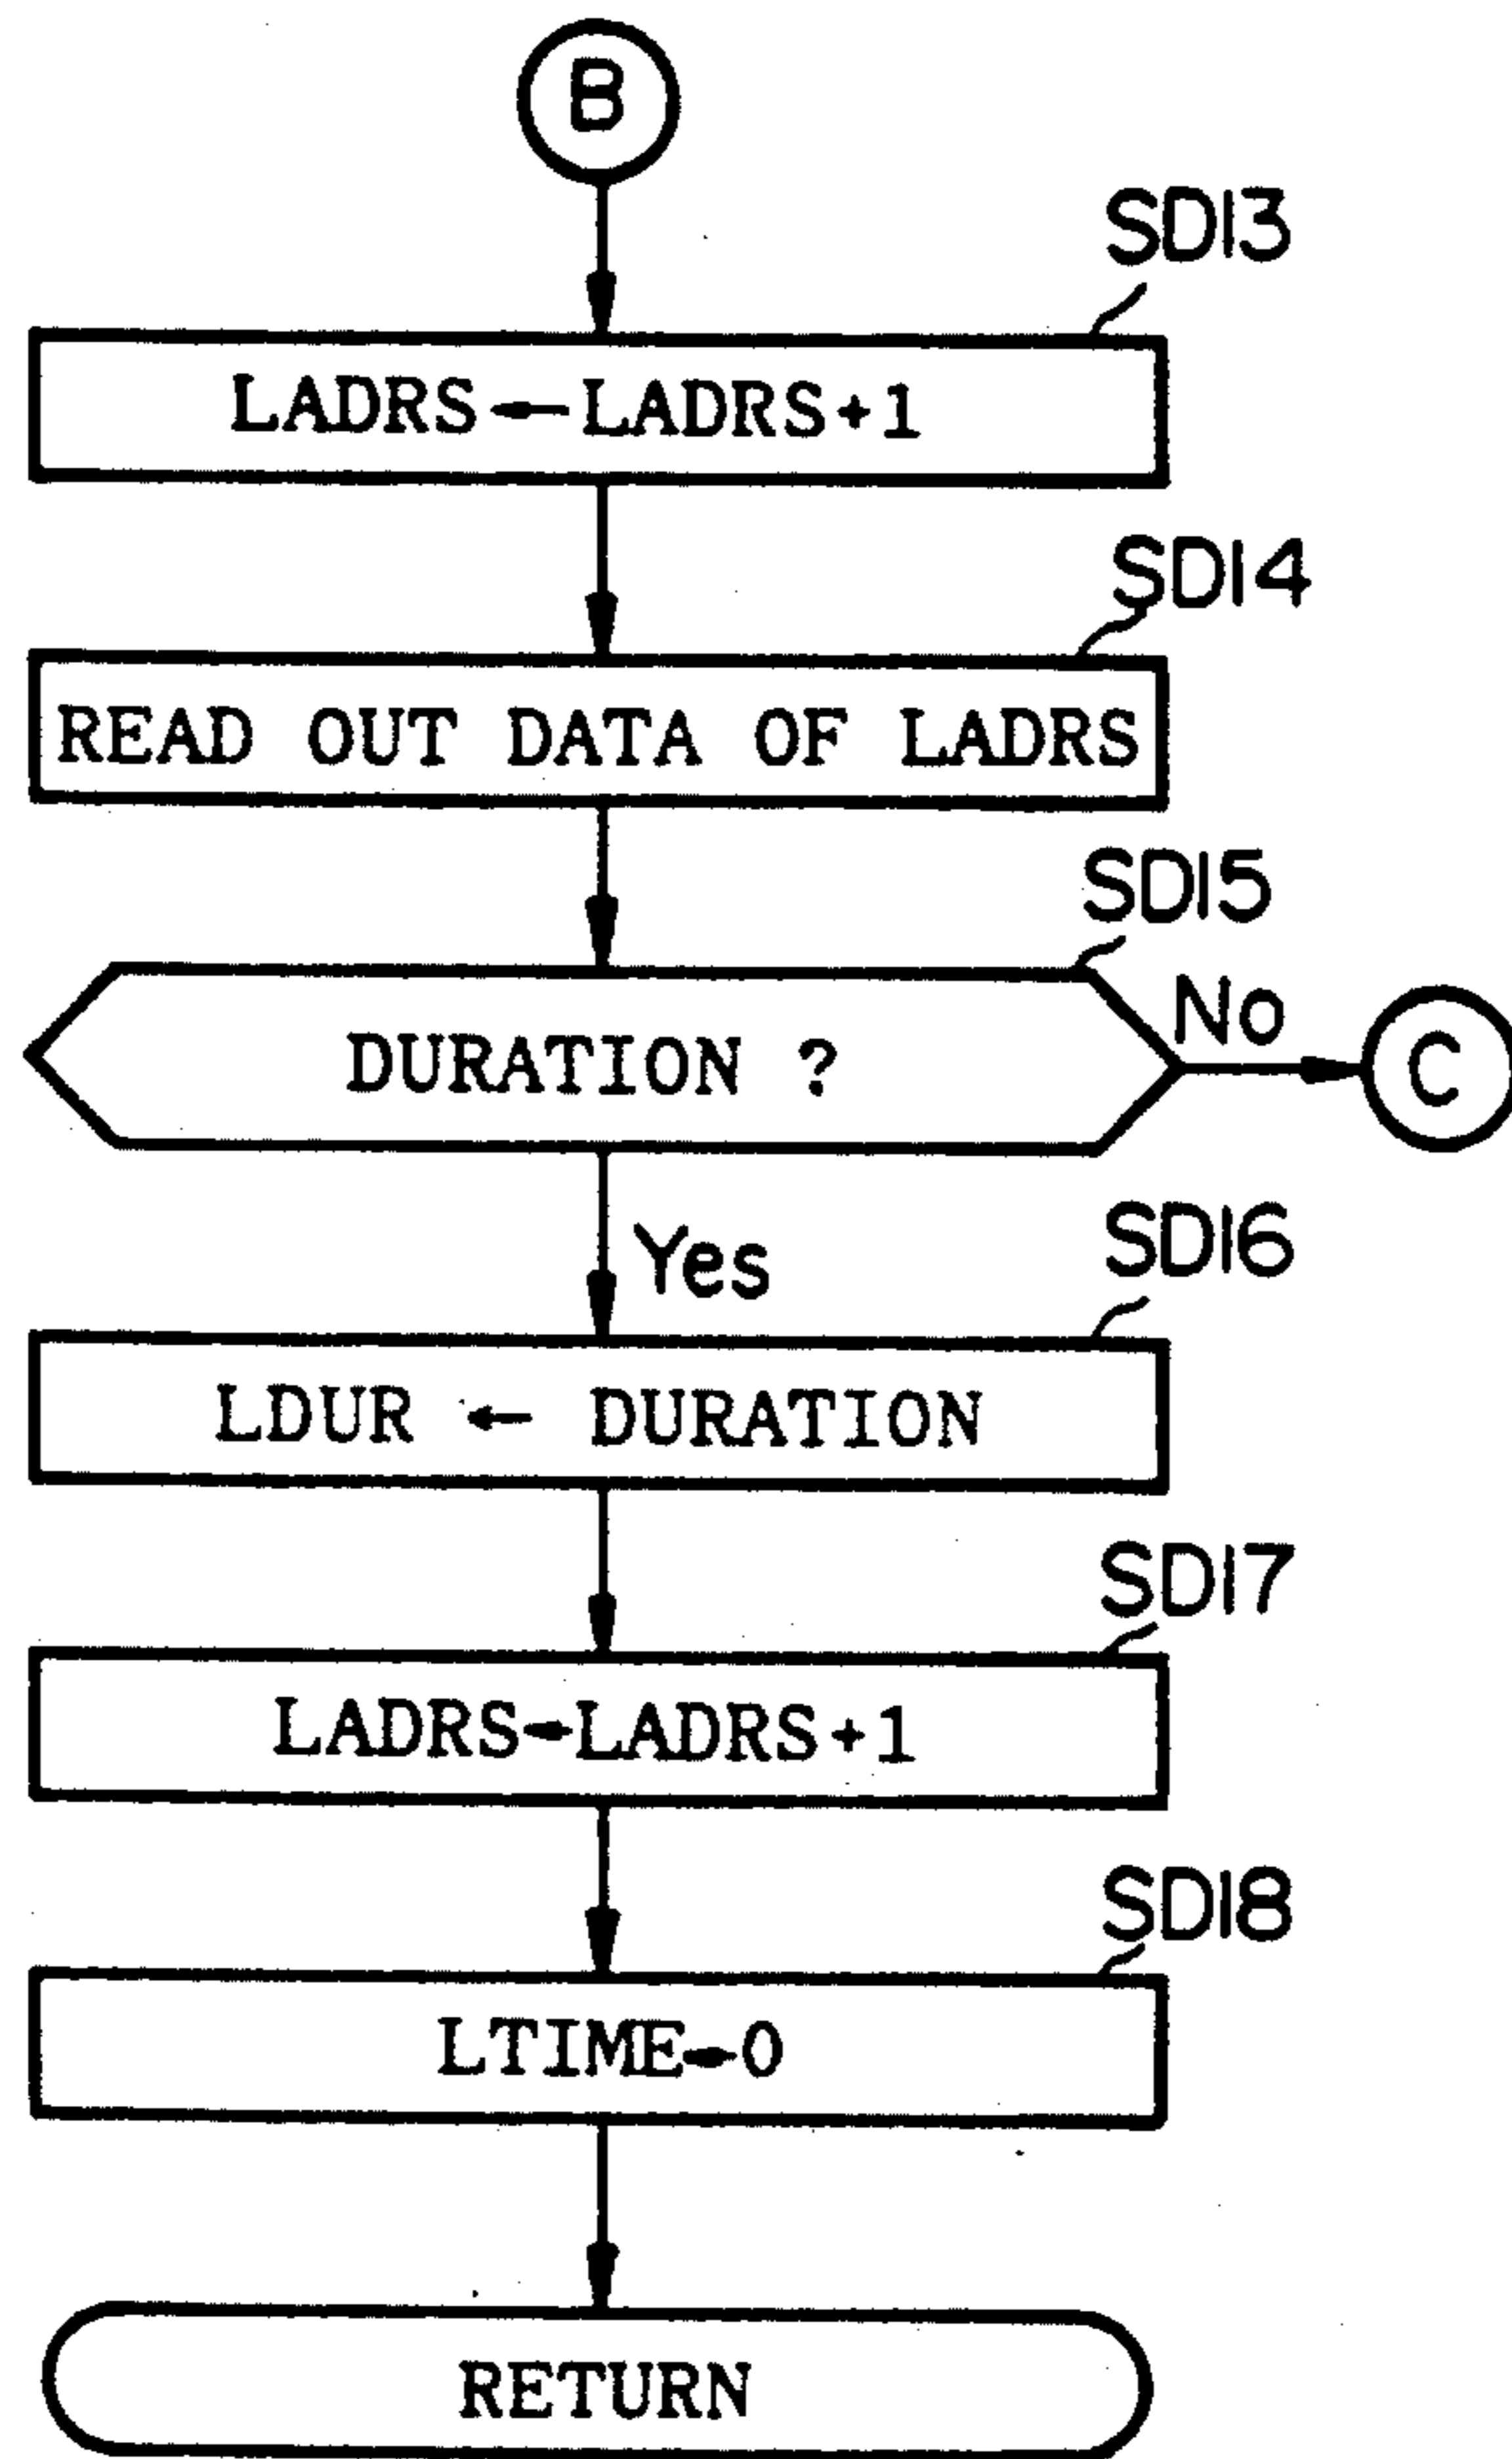 B
SD13
LADRS←LADRS+1
SD14
READ OUT DATA OF LADRS
SD15
DURATION ?
No
C
Yes
SD16
LDUR ← DURATION
SD17
LADRS←LADRS+1
SD18
LTIME←0
RETURN